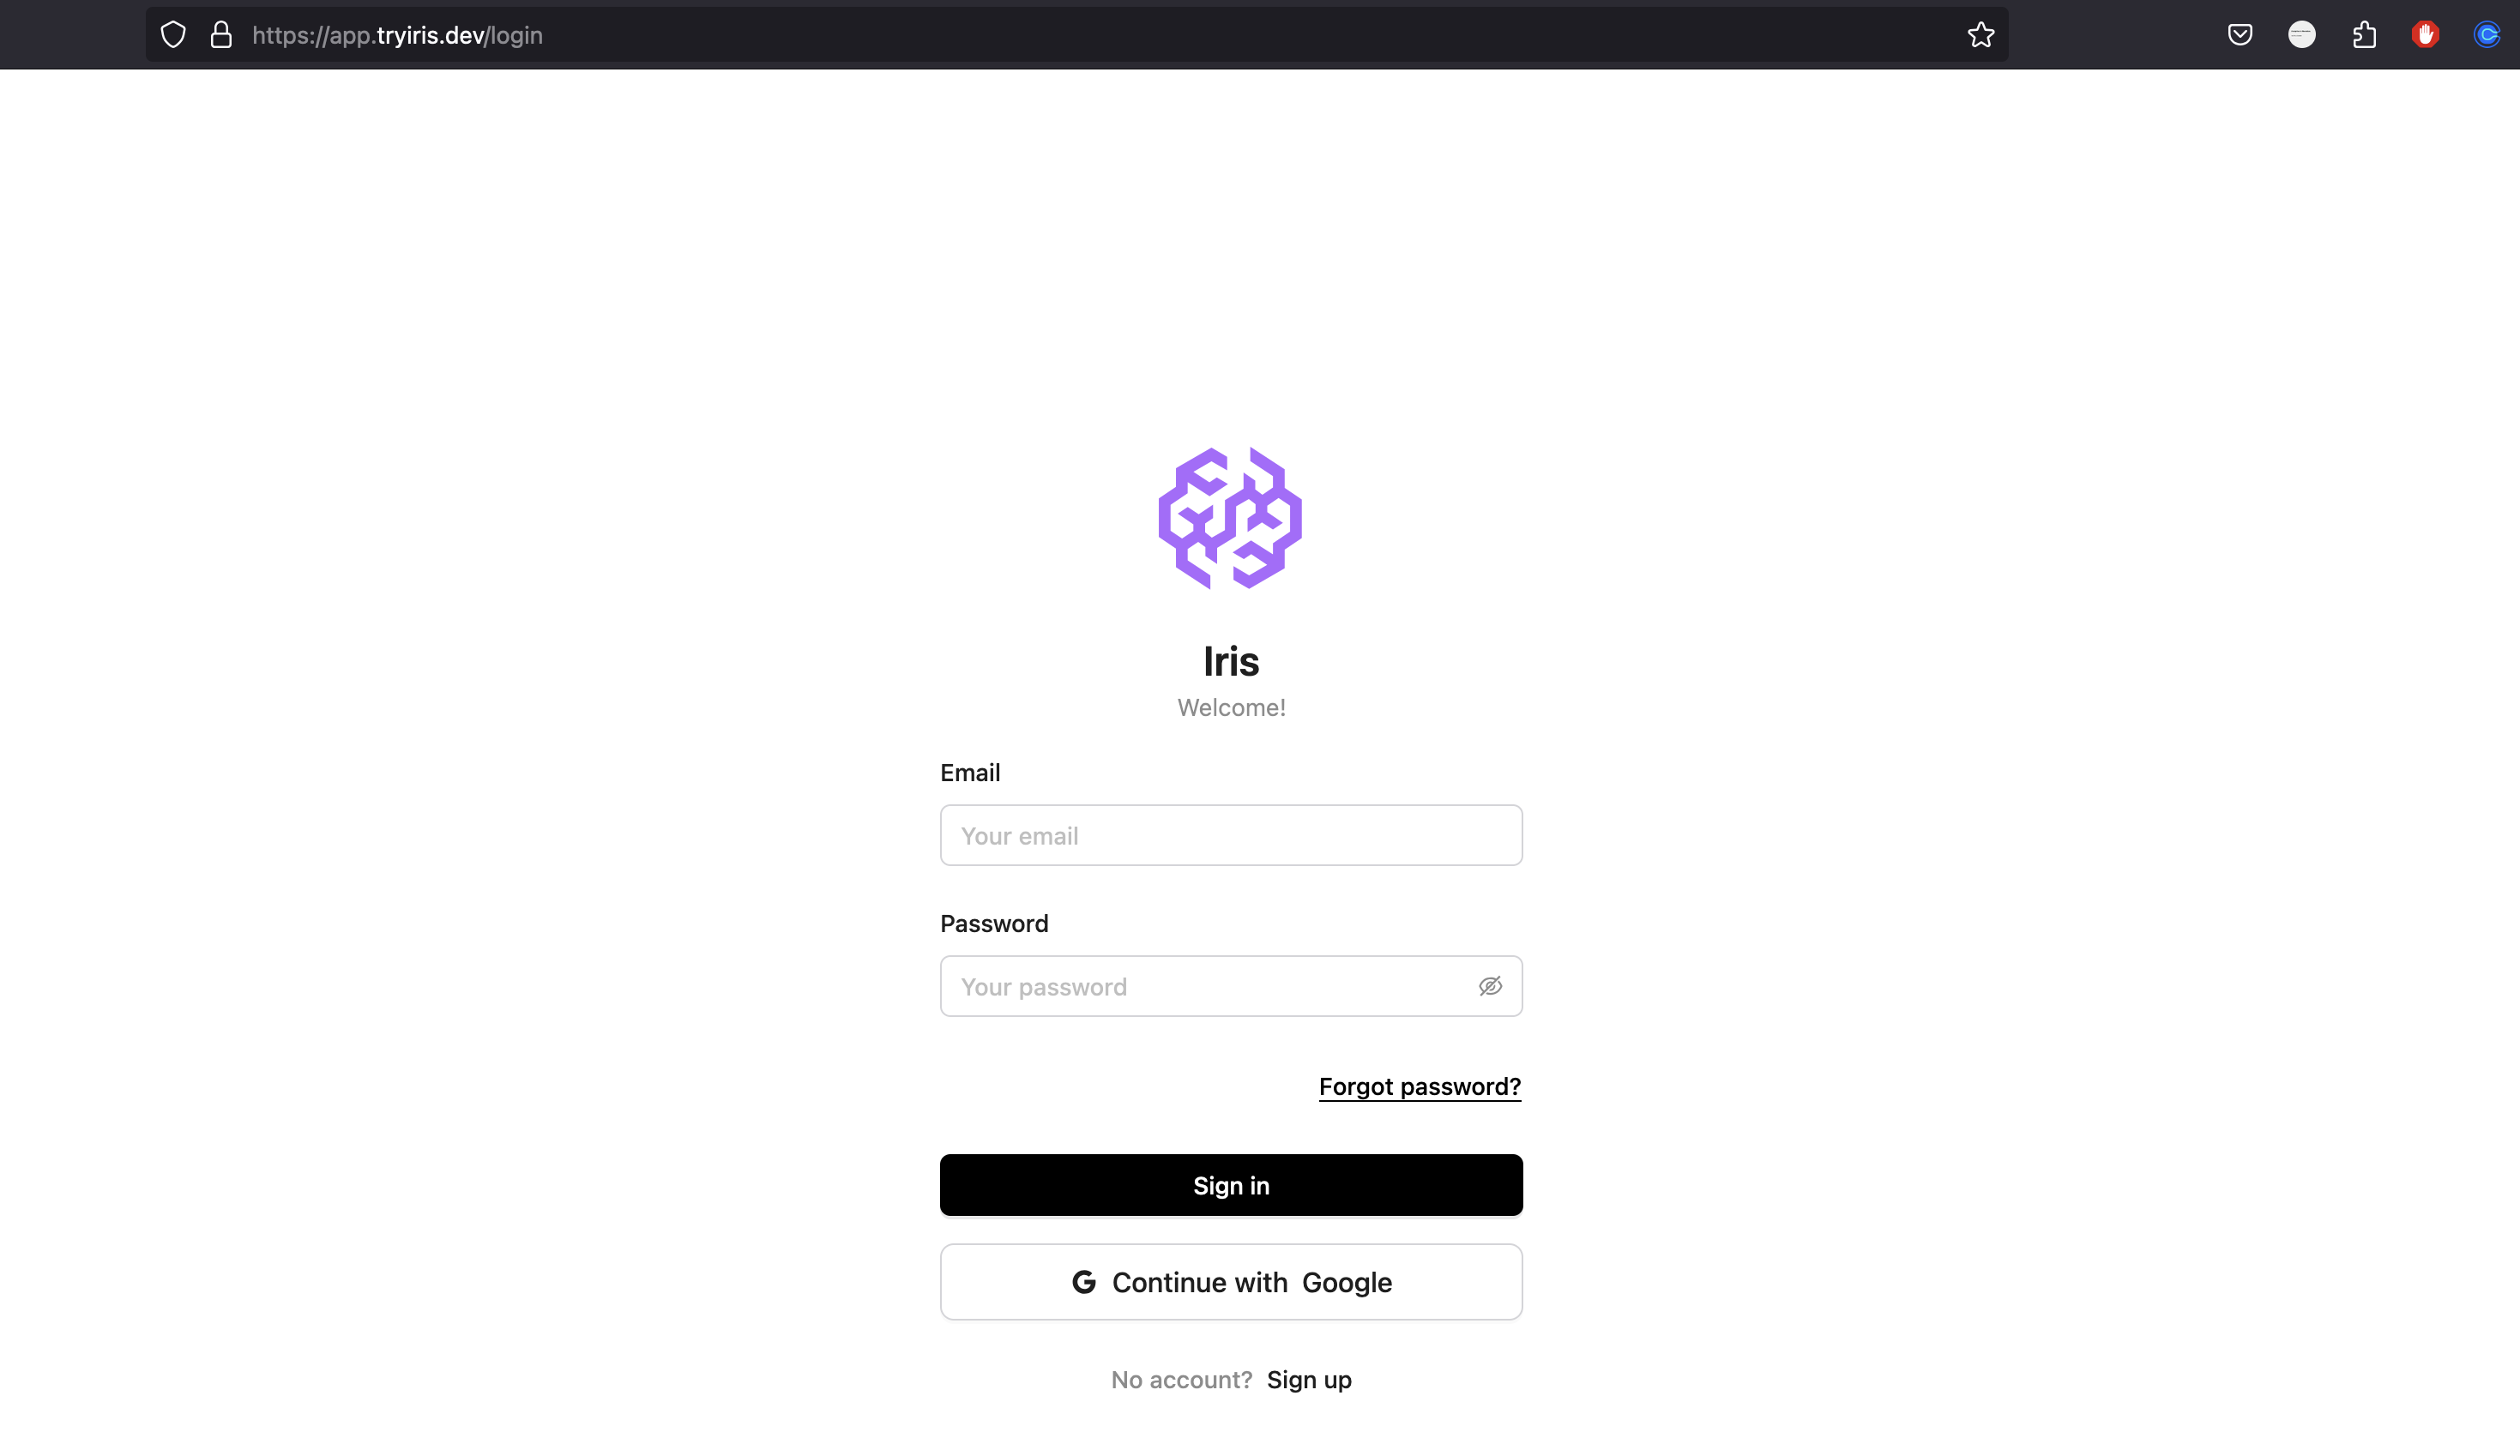 https://app.tryiris.dev/login
Iris
Welcome!
Email
Your email
Password
Your password
Forgot password?
Sign in
Continue with Google
No account? Sign up